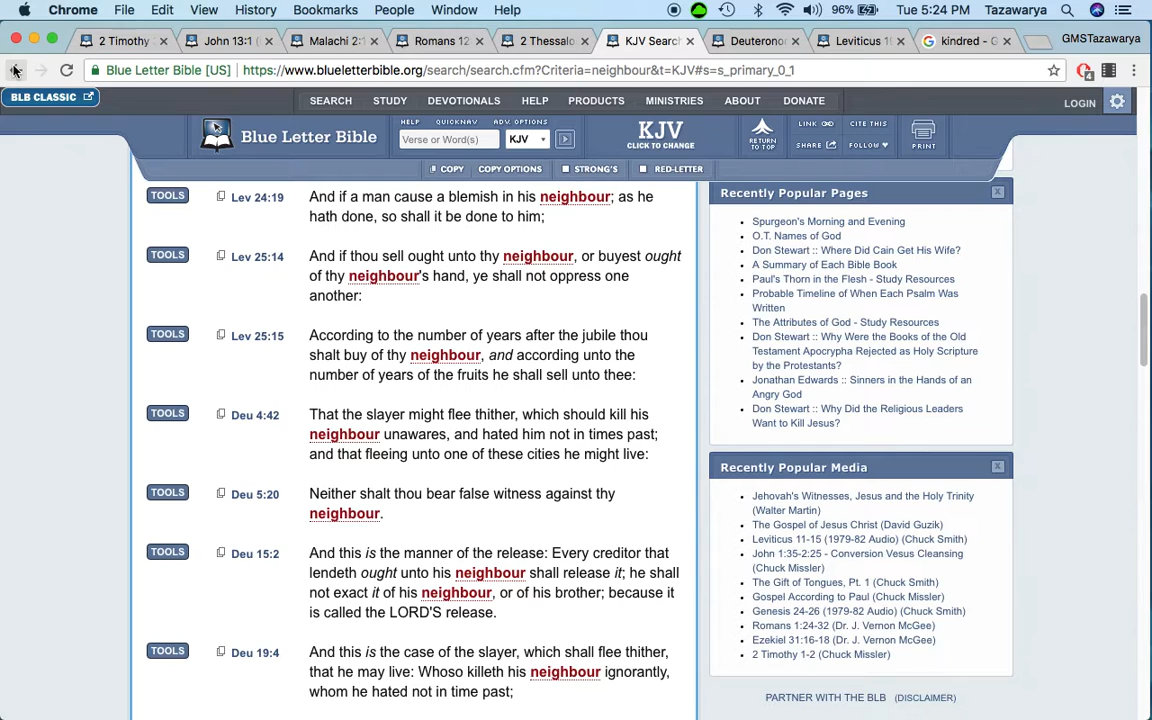 Chrome File Edit View History Bookmarks People Window Help 96% Tue 5:24 PM Tazawarya
2 Timothy John 13:1 ( Malachi 2:1 Romans 12 2 Thessalo KJV Searc Deuterono Leviticus 19 kindred - G GMSTazawarya
Blue Letter Bible [US] https://www.blueletterbible.org/search/search.cfm?Criteria=neighbour&t=KJV#s=s_primary_0_1
BLB CLASSIC
SEARCH STUDY DEVOTIONALS HELP PRODUCTS MINISTRIES ABOUT DONATE LOGIN
HELP QUICKNAV ADV. OPTIONS
Blue Letter Bible Verse or Word(s) KJV
KJV
CLICK TO CHANGE
RETURN
TO TOP
LINK CITE THIS
SHARE FOLLOW PRINT
COPY COPY OPTIONS STRONG'S RED-LETTER
TOOLS Lev 24:19 And if a man cause a blemish in his neighbour; as he
hath done, so shall it be done to him;
TOOLS Lev 25:14 And if thou sell ought unto thy neighbour, or buyest ought
of thy neighbour's hand, ye shall not oppress one
another:
TOOLS Lev 25:15 According to the number of years after the jubile thou
shalt buy of thy neighbour, and according unto the
number of years of the fruits he shall sell unto thee:
TOOLS Deu 4:42 That the slayer might flee thither, which should kill his
neighbour unawares, and hated him not in times past;
and that fleeing unto one of these cities he might live:
TOOLS Deu 5:20 Neither shalt thou bear false witness against thy
neighbour.
TOOLS Deu 15:2 And this is the manner of the release: Every creditor that
lendeth ought unto his neighbour shall release it; he shall
not exact it of his neighbour, or of his brother; because it
is called the LORD'S release.
TOOLS Deu 19:4 And this is the case of the slayer, which shall flee thither,
that he may live: Whoso killeth his neighbour ignorantly,
whom he hated not in time past;
Recently Popular Pages
Spurgeon's Morning and Evening
O.T. Names of God
Don Stewart :: Where Did Cain Get His Wife?
A Summary of Each Bible Book
Paul's Thorn in the Flesh - Study Resources
Probable Timeline of When Each Psalm Was
Written
The Attributes of God - Study Resources
Don Stewart :: Why Were the Books of the Old
Testament Apocrypha Rejected as Holy Scripture
by the Protestants?
Jonathan Edwards :: Sinners in the Hands of an
Angry God
Don Stewart :: Why Did the Religious Leaders
Want to Kill Jesus?
Recently Popular Media
Jehovah's Witnesses, Jesus and the Holy Trinity
(Walter Martin)
The Gospel of Jesus Christ (David Guzik)
Leviticus 11-15 (1979-82 Audio) (Chuck Smith)
John 1:35-2:25 - Conversion Vesus Cleansing
(Chuck Missler)
The Gift of Tongues, Pt. 1 (Chuck Smith)
Gospel According to Paul (Chuck Missler)
Genesis 24-26 (1979-82 Audio) (Chuck Smith)
Romans 1:24-32 (Dr. J. Vernon McGee)
Ezekiel 31:16-18 (Dr. J. Vernon McGee)
2 Timothy 1-2 (Chuck Missler)
PARTNER WITH THE BLB (DISCLAIMER)